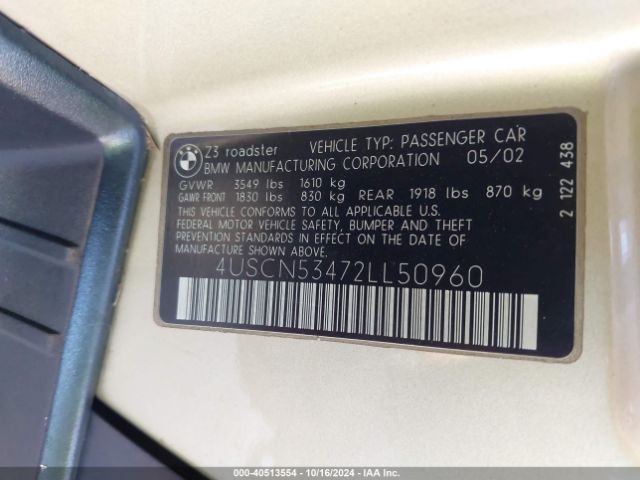 Z3 roadster VEHICLE TYP: PASSENGER CAR
BMW MANUFACTURING CORPORATION 05/02
GVWR 3549 lbs 1610 kg
GAWR FRONT 1830 lbs 830 kg REAR 1918 lbs 870 kg
THIS VEHICLE CONFORMS TO ALL APPLICABLE U.S.
FEDERAL MOTOR VEHICLE SAFETY, BUMPER AND THEFT
PREVENTION STANDARDS IN EFFECT ON THE DATE OF
MANUFACTURE SHOWN ABOVE.
4USCN53472LL50960
2 122 438
000-40513554 - 10/16/2024 - IAA Inc.